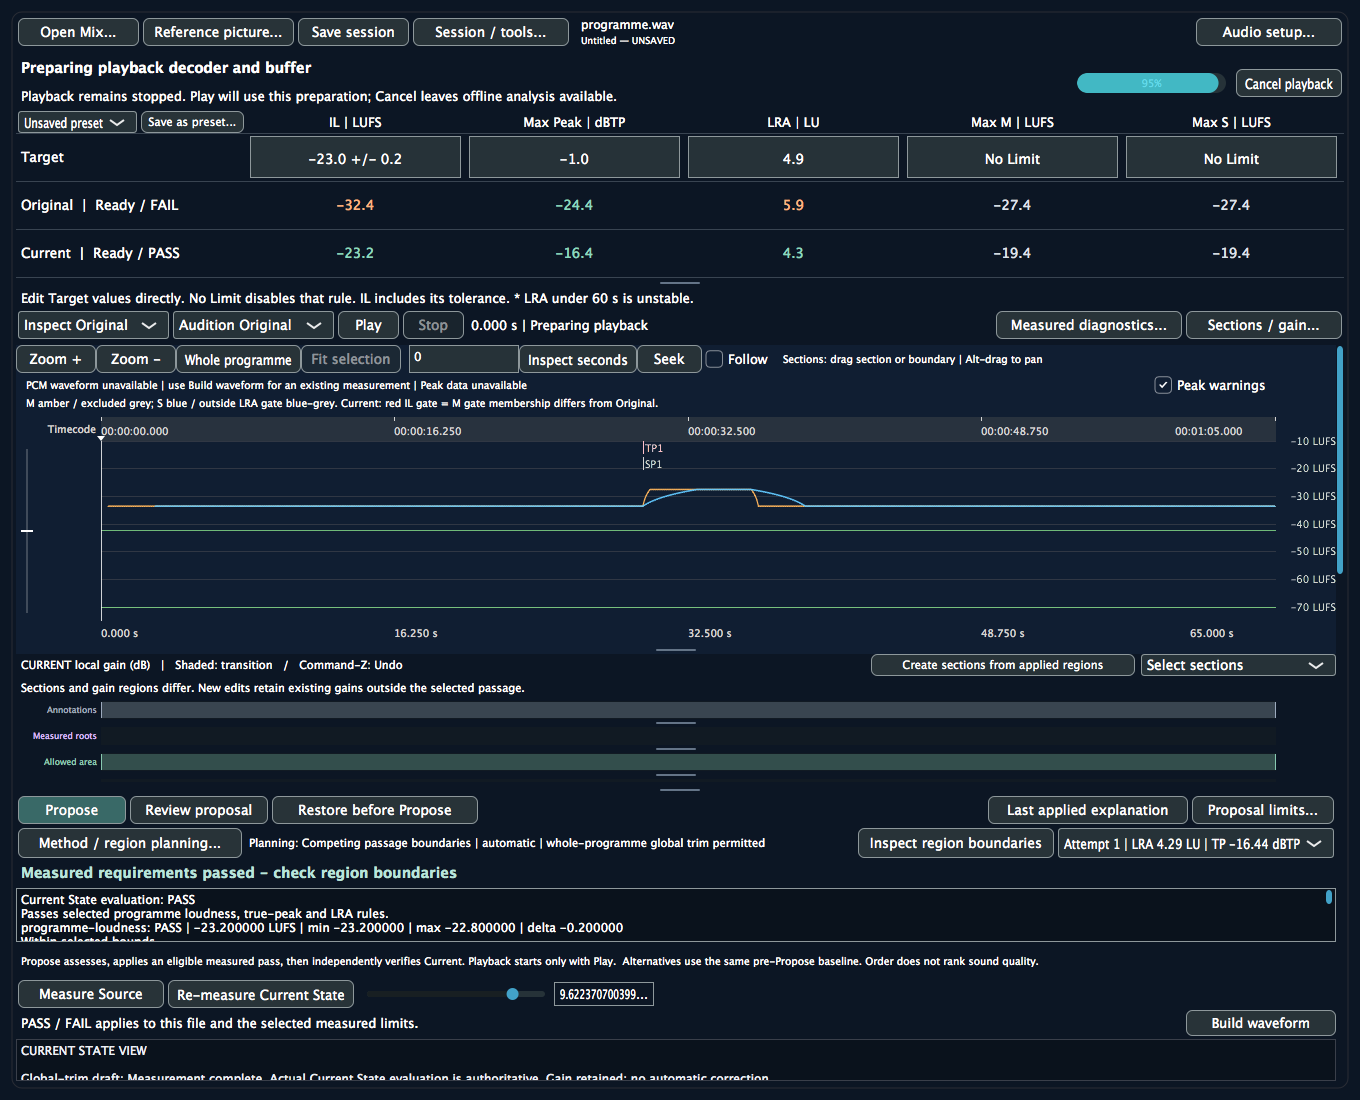 Open Mix...
Reference picture...
Save session
Session / tools...
programme.wav
Untitled — UNSAVED
Audio setup...
Preparing playback decoder and buffer
Playback remains stopped. Play will use this preparation; Cancel leaves offline analysis available.
95%
Cancel playback
Unsaved preset
Save as preset...
IL | LUFS
Max Peak | dBTP
LRA | LU
Max M | LUFS
Max S | LUFS
Target
-23.0 +/- 0.2
-1.0
4.9
No Limit
No Limit
Original | Ready / FAIL
-32.4
-24.4
5.9
-27.4
-27.4
Current | Ready / PASS
-23.2
-16.4
4.3
-19.4
-19.4
Edit Target values directly. No Limit disables that rule. IL includes its tolerance. * LRA under 60 s is unstable.
Inspect Original
Audition Original
Play
Stop
0.000 s | Preparing playback
Measured diagnostics...
Sections / gain...
Zoom +
Zoom -
Whole programme
Fit selection
0
Inspect seconds
Seek
Follow
Sections: drag section or boundary | Alt-drag to pan
PCM waveform unavailable | use Build waveform for an existing measurement | Peak data unavailable
Peak warnings
M amber / excluded grey; S blue / outside LRA gate blue-grey. Current: red IL gate = M gate membership differs from Original.
Timecode
00:00:00.000
00:00:16.250
00:00:32.500
00:00:48.750
00:01:05.000
TP1
SP1
-10 LUFS
-20 LUFS
-30 LUFS
-40 LUFS
-50 LUFS
-60 LUFS
-70 LUFS
0.000 s
16.250 s
32.500 s
48.750 s
65.000 s
CURRENT local gain (dB) | Shaded: transition / Command-Z: Undo
Create sections from applied regions
Select sections
Sections and gain regions differ. New edits retain existing gains outside the selected passage.
Annotations
Measured roots
Allowed area
Propose
Review proposal
Restore before Propose
Last applied explanation
Proposal limits...
Method / region planning...
Planning: Competing passage boundaries | automatic | whole-programme global trim permitted
Inspect region boundaries
Attempt 1 | LRA 4.29 LU | TP -16.44 dBTP
Measured requirements passed - check region boundaries
Current State evaluation: PASS
Passes selected programme loudness, true-peak and LRA rules.
programme-loudness: PASS | -23.200000 LUFS | min -23.200000 | max -22.800000 | delta -0.200000
Within selected bounds
Propose assesses, applies an eligible measured pass, then independently verifies Current. Playback starts only with Play. Alternatives use the same pre-Propose baseline. Order does not rank sound quality.
Measure Source
Re-measure Current State
9.622370700399...
PASS / FAIL applies to this file and the selected measured limits.
Build waveform
CURRENT STATE VIEW
Global-trim draft: Measurement complete. Actual Current State evaluation is authoritative. Gain retained: no automatic correction.